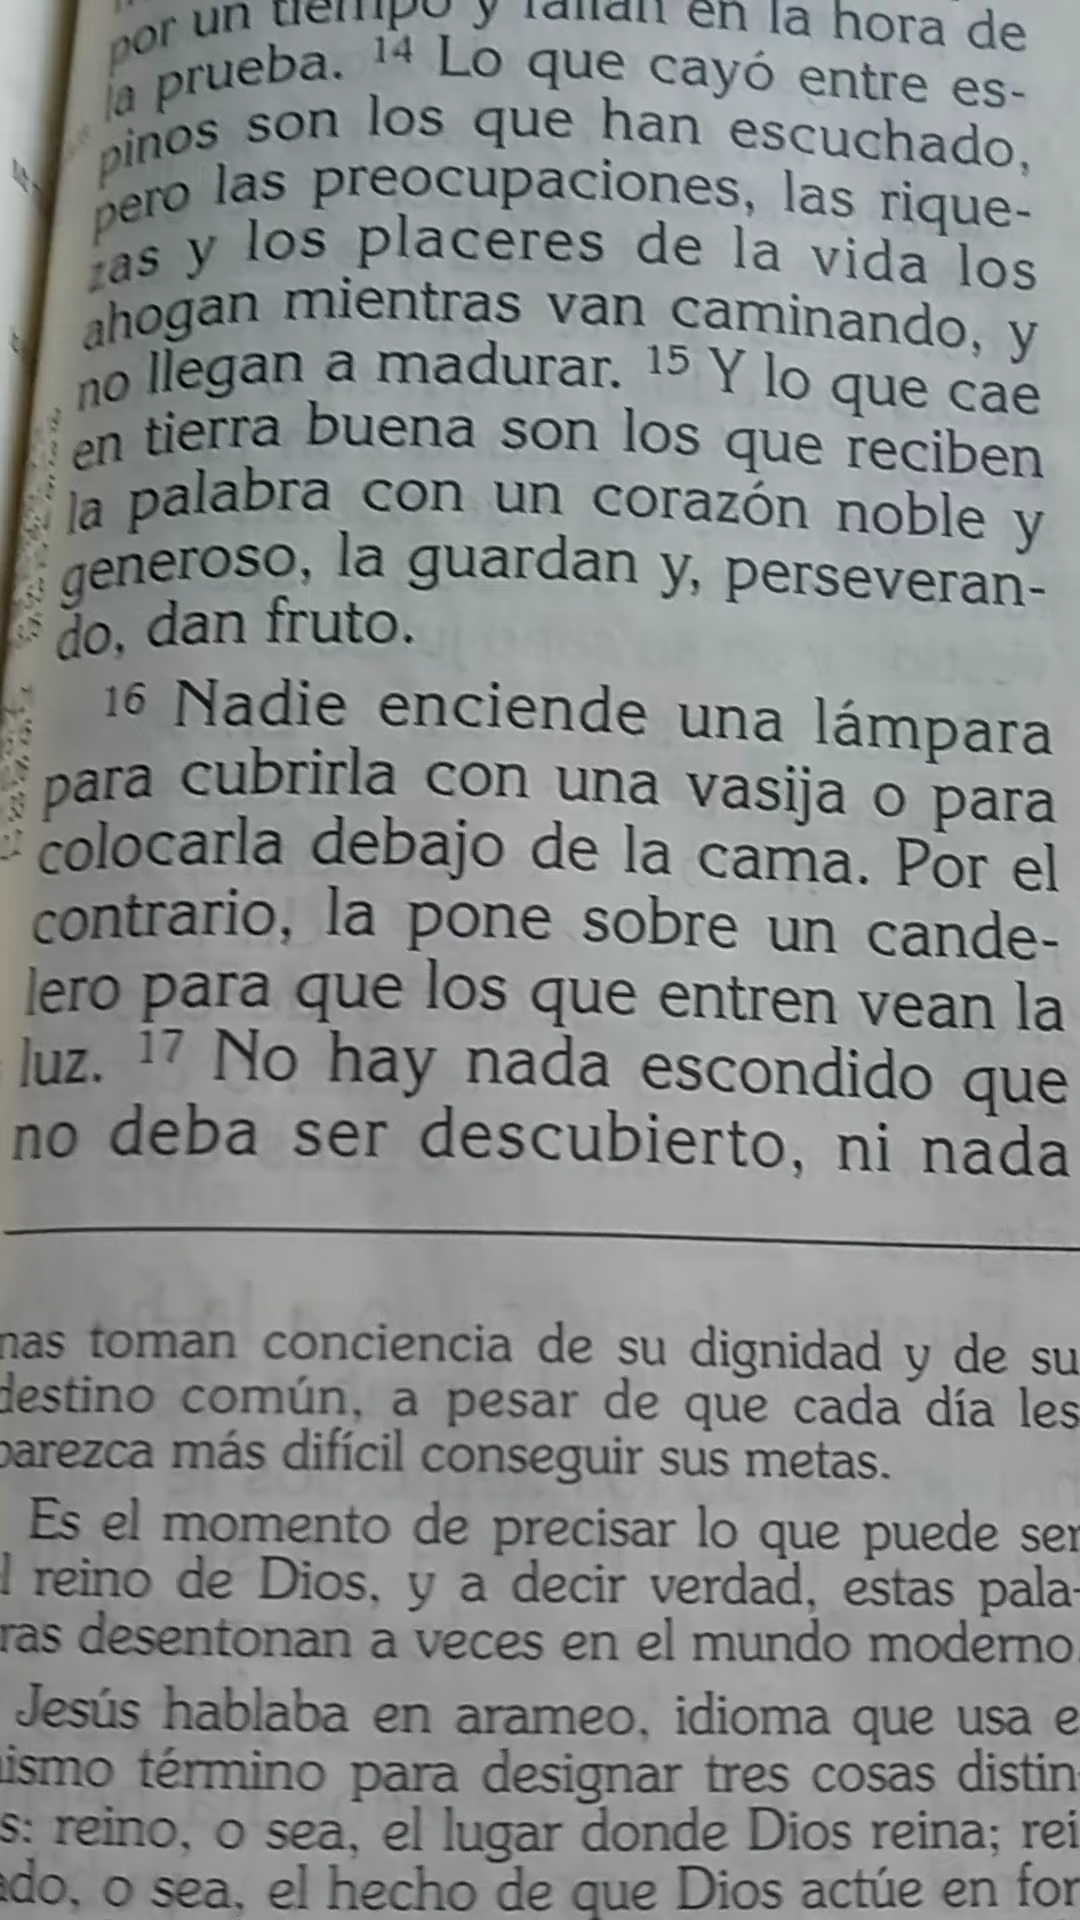 por un tiempo y fallan en la hora de
la prueba. 14 Lo que cayó entre es-
pinos son los que han escuchado,
pero las preocupaciones, las rique-
zas y los placeres de la vida los
ahogan mientras van caminando, y
no llegan a madurar. 15 Y lo que cae
en tierra buena son los que reciben
la palabra con un corazón noble y
generoso, la guardan y, perseveran-
do, dan fruto.
16 Nadie enciende una lámpara
para cubrirla con una vasija o para
colocarla debajo de la cama. Por el
contrario, la pone sobre un cande-
lero para que los que entren vean la
luz. 17 No hay nada escondido que
no deba ser descubierto, ni nada
nas toman conciencia de su dignidad y de su
destino común, a pesar de que cada día les
parezca más difícil conseguir sus metas.
Es el momento de precisar lo que puede ser
l reino de Dios, y a decir verdad, estas pala-
ras desentonan a veces en el mundo moderno.
Jesús hablaba en arameo, idioma que usa e
ismo término para designar tres cosas distin-
s: reino, o sea, el lugar donde Dios reina; rei
ado, o sea, el hecho de que Dios actúe en for